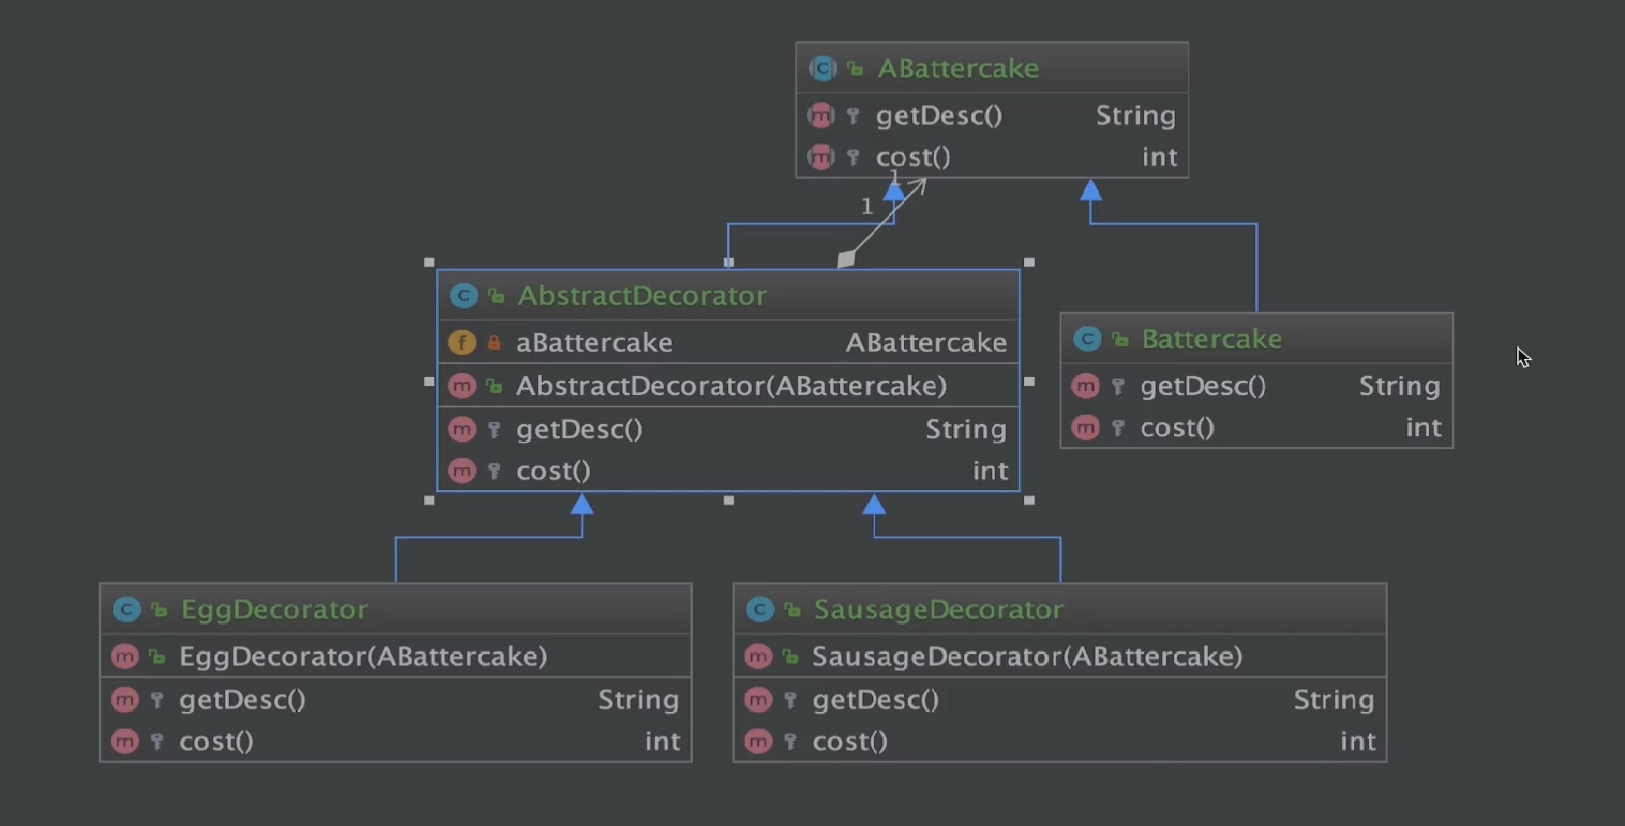 ABattercake
getDesc() String
cost() int
1
1
AbstractDecorator
aBattercake ABattercake
AbstractDecorator(ABattercake)
getDesc() String
cost() int
Battercake
getDesc() String
cost() int
EggDecorator
EggDecorator(ABattercake)
getDesc() String
cost() int
SausageDecorator
SausageDecorator(ABattercake)
getDesc() String
cost() int